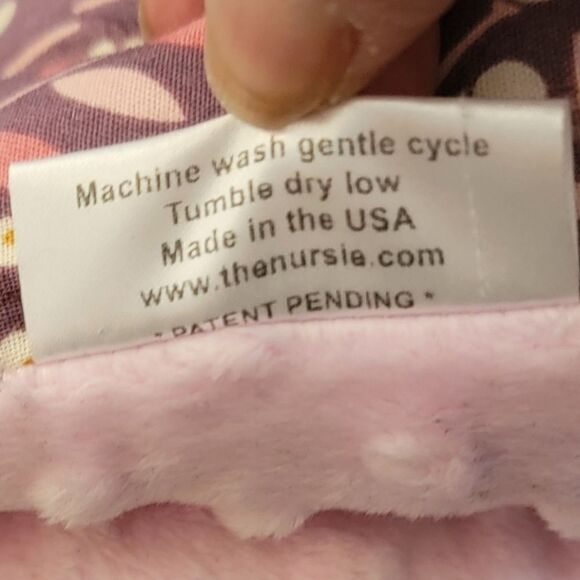 Machine wash gentle cycle
Tumble dry low
Made in the USA
www.thenursie.com
* PATENT PENDING *